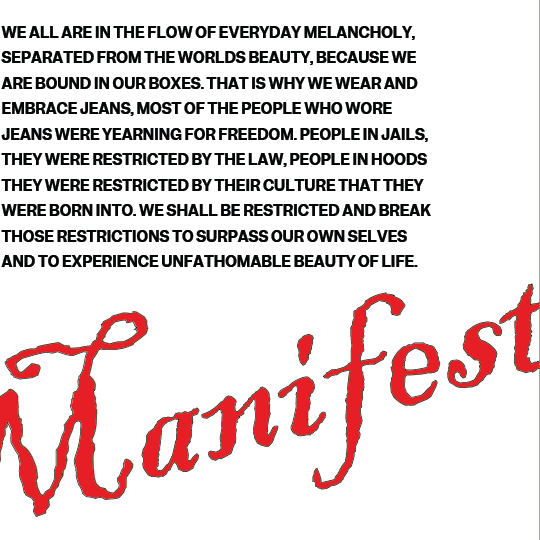 WE ALL ARE IN THE FLOW OF EVERYDAY MELANCHOLY,
SEPARATED FROM THE WORLDS BEAUTY, BECAUSE WE
ARE BOUND IN OUR BOXES. THAT IS WHY WE WEAR AND
EMBRACE JEANS, MOST OF THE PEOPLE WHO WORE
JEANS WERE YEARNING FOR FREEDOM. PEOPLE IN JAILS,
THEY WERE RESTRICTED BY THE LAW, PEOPLE IN HOODS
THEY WERE RESTRICTED BY THEIR CULTURE THAT THEY
WERE BORN INTO. WE SHALL BE RESTRICTED AND BREAK
THOSE RESTRICTIONS TO SURPASS OUR OWN SELVES
AND TO EXPERIENCE UNFATHOMABLE BEAUTY OF LIFE.
Manifest